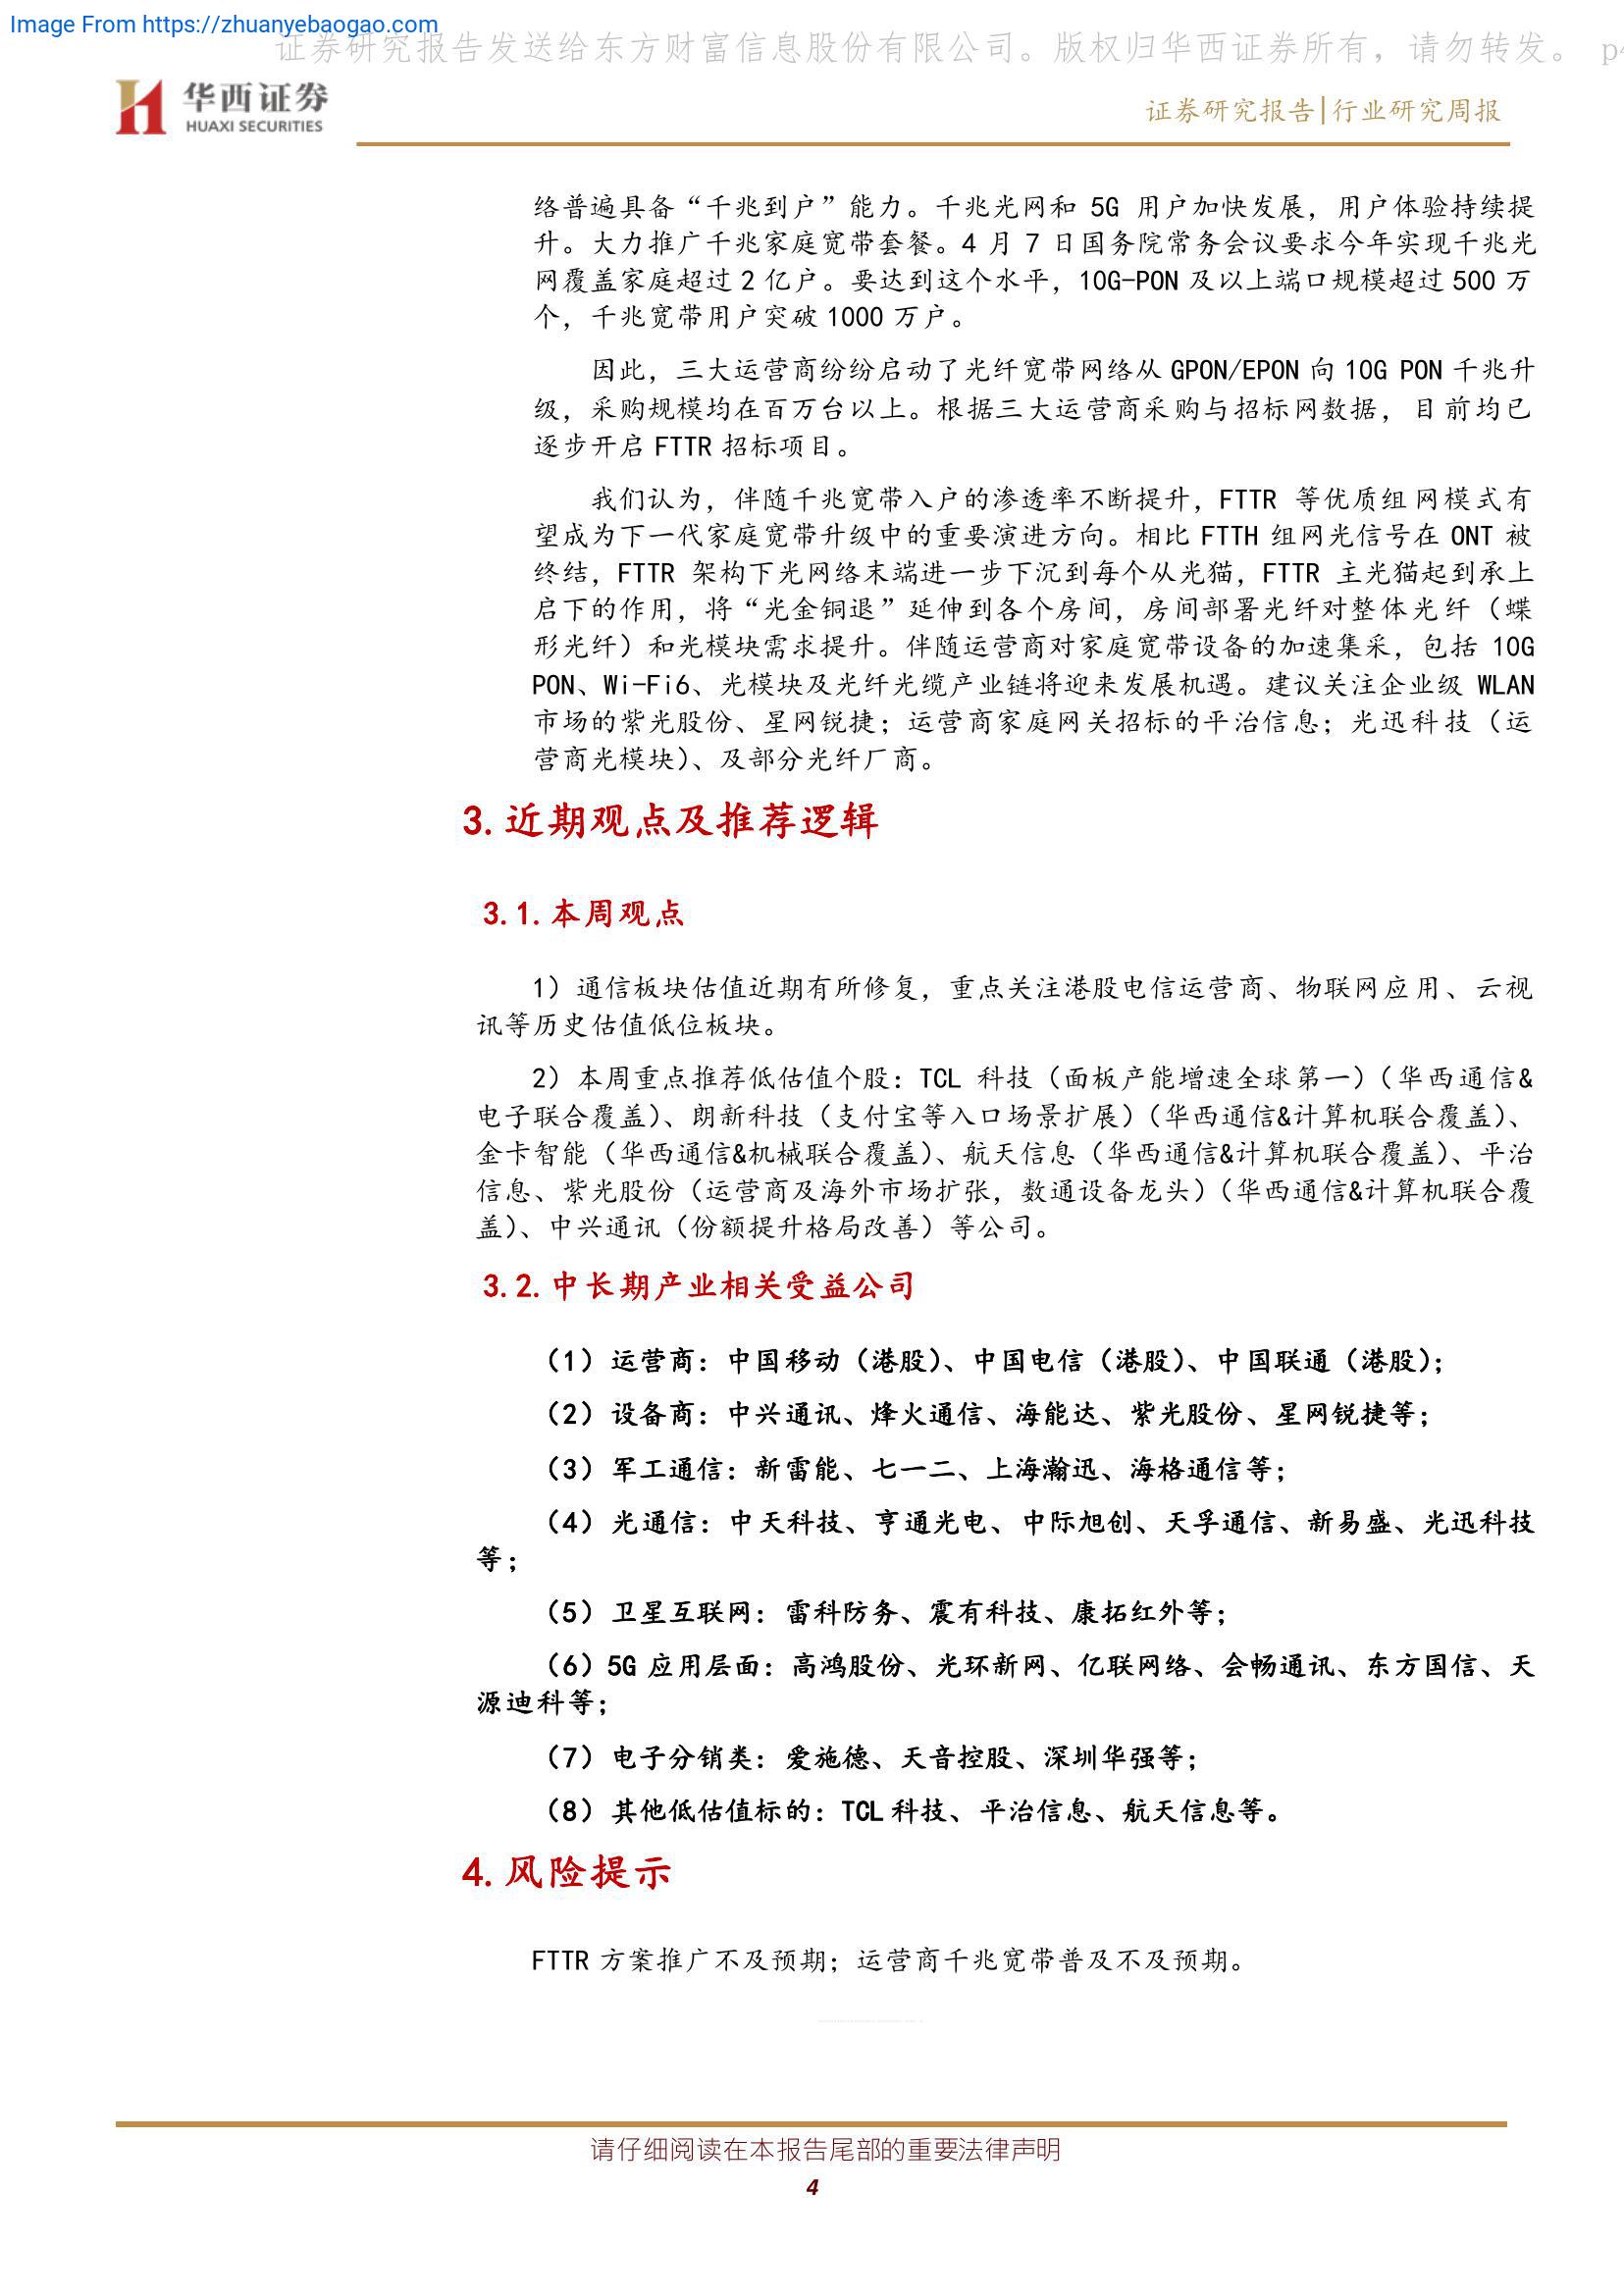 Image From https://zhuanyebaogao.com
证券研究报告发送给东方财富信息股份有限公司。版权归华西证券所有，请勿转发。 p4
华西证券
HUAXI SECURITIES
证券研究报告|行业研究周报
络普遍具备“千兆到户”能力。千兆光网和 5G 用户加快发展，用户体验持续提
升。大力推广千兆家庭宽带套餐。4 月 7 日国务院常务会议要求今年实现千兆光
网覆盖家庭超过 2 亿户。要达到这个水平，10G-PON 及以上端口规模超过 500 万
个，千兆宽带用户突破 1000 万户。
因此，三大运营商纷纷启动了光纤宽带网络从 GPON/EPON 向 10G PON 千兆升
级，采购规模均在百万台以上。根据三大运营商采购与招标网数据，目前均已
逐步开启 FTTR 招标项目。
我们认为，伴随千兆宽带入户的渗透率不断提升，FTTR 等优质组网模式有
望成为下一代家庭宽带升级中的重要演进方向。相比 FTTH 组网光信号在 ONT 被
终结，FTTR 架构下光网络末端进一步下沉到每个从光猫，FTTR 主光猫起到承上
启下的作用，将“光金铜退”延伸到各个房间，房间部署光纤对整体光纤（蝶
形光纤）和光模块需求提升。伴随运营商对家庭宽带设备的加速集采，包括 10G
PON、Wi-Fi6、光模块及光纤光缆产业链将迎来发展机遇。建议关注企业级 WLAN
市场的紫光股份、星网锐捷；运营商家庭网关招标的平治信息；光迅科技（运
营商光模块）、及部分光纤厂商。
3.近期观点及推荐逻辑
3.1.本周观点
1）通信板块估值近期有所修复，重点关注港股电信运营商、物联网应用、云视
讯等历史估值低位板块。
2）本周重点推荐低估值个股：TCL 科技（面板产能增速全球第一）（华西通信&
电子联合覆盖）、朗新科技（支付宝等入口场景扩展）（华西通信&计算机联合覆盖）、
金卡智能（华西通信&机械联合覆盖）、航天信息（华西通信&计算机联合覆盖）、平治
信息、紫光股份（运营商及海外市场扩张，数通设备龙头）（华西通信&计算机联合覆
盖）、中兴通讯（份额提升格局改善）等公司。
3.2.中长期产业相关受益公司
（1）运营商：中国移动（港股）、中国电信（港股）、中国联通（港股）；
（2）设备商：中兴通讯、烽火通信、海能达、紫光股份、星网锐捷等；
（3）军工通信：新雷能、七一二、上海瀚迅、海格通信等；
（4）光通信：中天科技、亨通光电、中际旭创、天孚通信、新易盛、光迅科技
等；
（5）卫星互联网：雷科防务、震有科技、康拓红外等；
（6）5G 应用层面：高鸿股份、光环新网、亿联网络、会畅通讯、东方国信、天
源迪科等；
（7）电子分销类：爱施德、天音控股、深圳华强等；
（8）其他低估值标的：TCL 科技、平治信息、航天信息等。
4.风险提示
FTTR 方案推广不及预期；运营商千兆宽带普及不及预期。
请仔细阅读在本报告尾部的重要法律声明
4